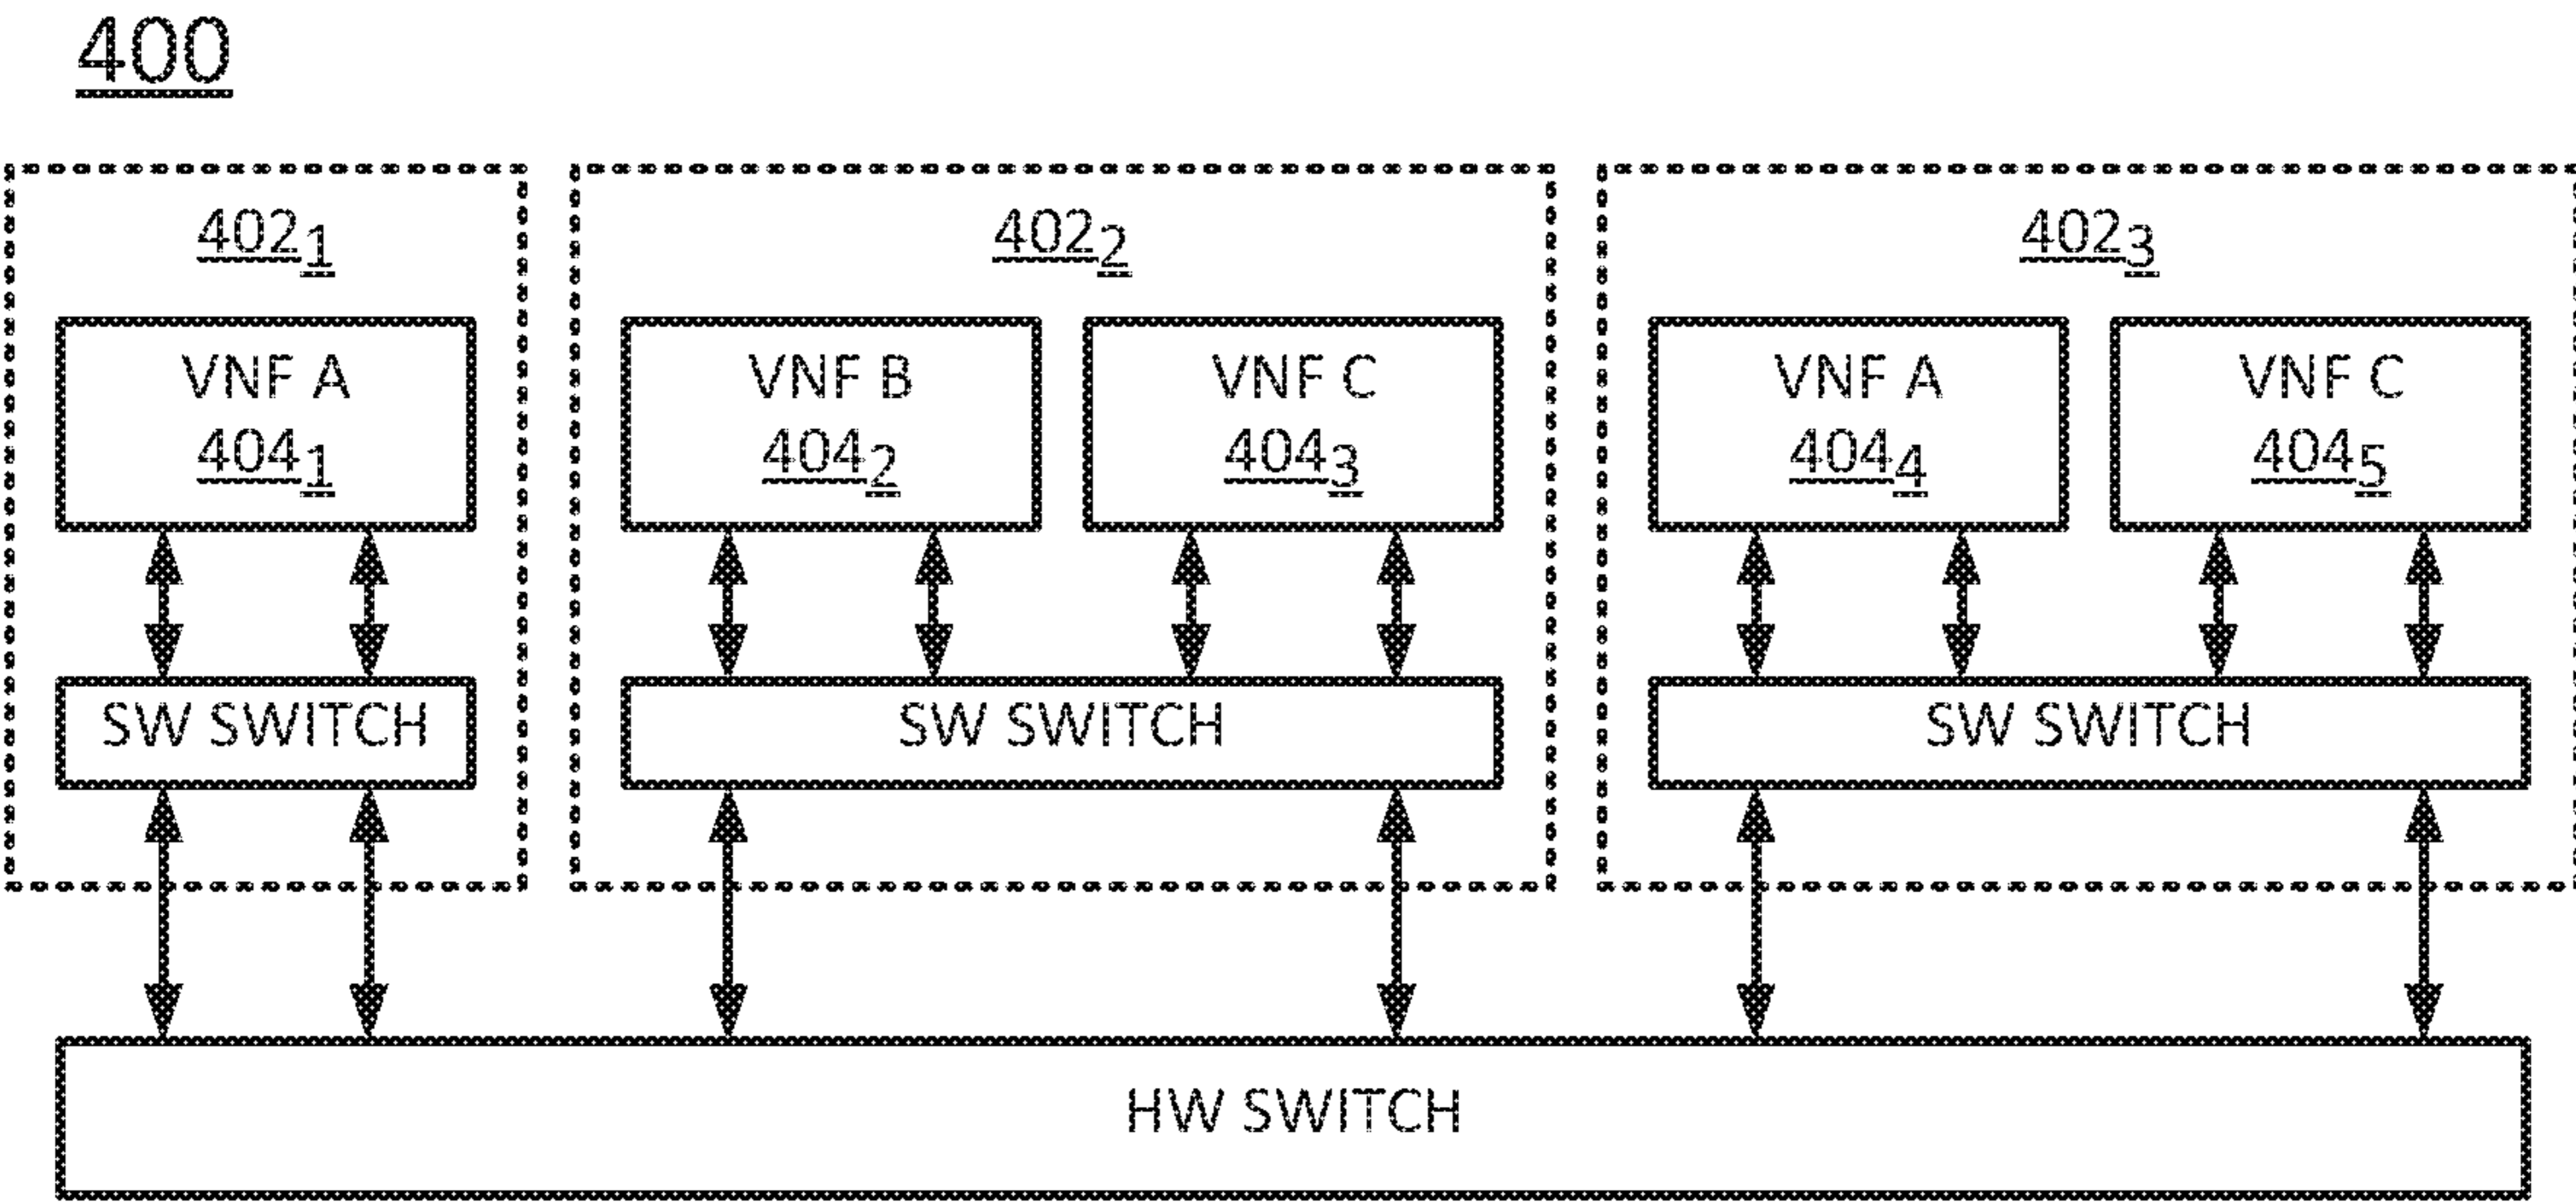 400
402₁
402₂
402₃
VNF A
404₁
VNF B
404₂
VNF C
404₃
VNF A
404₄
VNF C
404₅
SW SWITCH
SW SWITCH
SW SWITCH
HW SWITCH